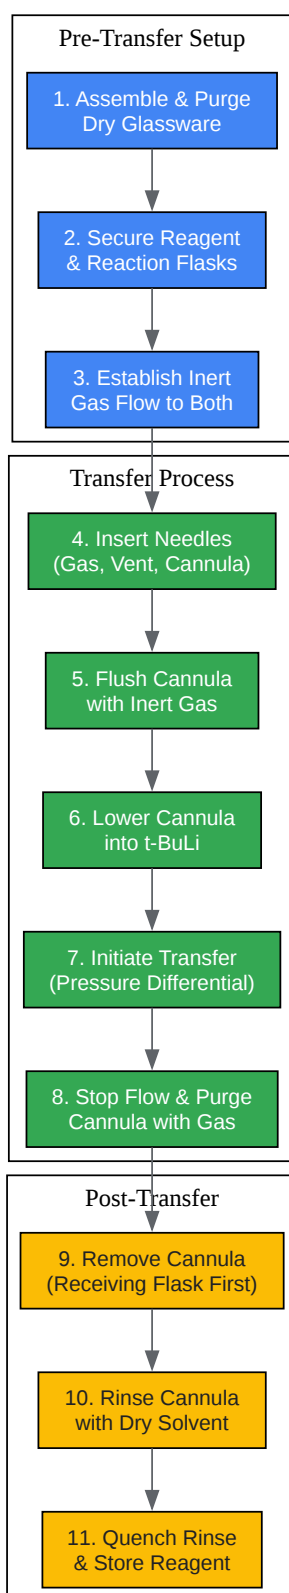 Pre-Transfer Setup
1. Assemble & Purge
Dry Glassware
2. Secure Reagent
& Reaction Flasks
3. Establish Inert
Gas Flow to Both
Transfer Process
4. Insert Needles
(Gas, Vent, Cannula)
5. Flush Cannula
with Inert Gas
6. Lower Cannula
into t-BuLi
7. Initiate Transfer
(Pressure Differential)
8. Stop Flow & Purge
Cannula with Gas
Post-Transfer
9. Remove Cannula
(Receiving Flask First)
10. Rinse Cannula
with Dry Solvent
11. Quench Rinse
& Store Reagent